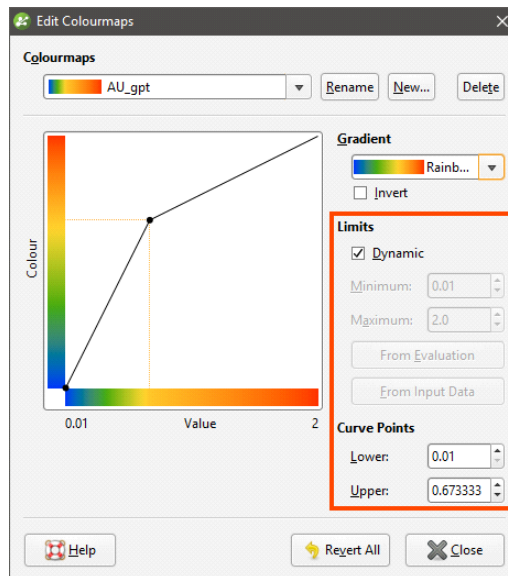 Edit Colourmaps
Colourmaps
AU_gpt
Rename
New...
Delete
Gradient
Rainb...
Invert
Limits
Dynamic
Minimum: 0.01
Maximum: 2.0
From Evaluation
From Input Data
Curve Points
Lower: 0.01
Upper: 0.673333
Colour
0.01 Value 2
Help
Revert All
Close